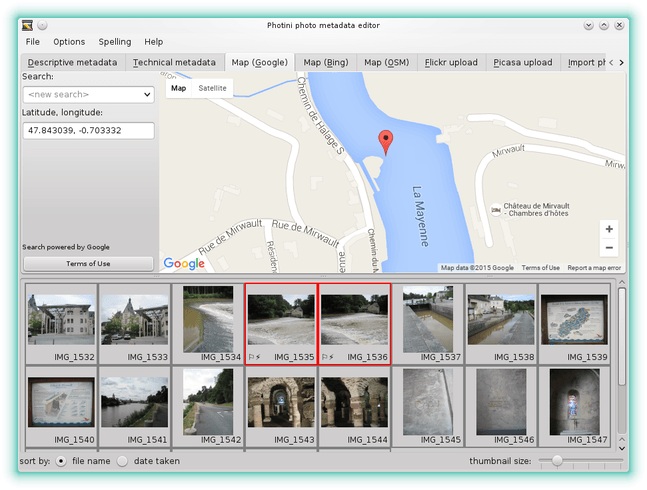 Photini photo metadata editor
File Options Spelling Help
Descriptive metadata Technical metadata Map (Google) Map (Bing) Map (OSM) Flickr upload Picasa upload Import ph
Search:
<new search>
Latitude, longitude:
47.843039, -0.703332
Search powered by Google
Terms of Use
Map Satellite
Chemin de Halage S
La Mayenne
Mirwault
Mirwau
Château de Mirvault
- Chambres d'hôtes
Rue de Mirwault
Rue de Mirwault
Résidenc
Chemin du
Google
+
−
Map data ©2015 Google Terms of Use Report a map error
IMG_1532 IMG_1533 IMG_1534 IMG_1535 IMG_1536 IMG_1537 IMG_1538 IMG_1539
IMG_1540 IMG_1541 IMG_1542 IMG_1543 IMG_1544 IMG_1545 IMG_1546 IMG_1547
sort by: file name date taken thumbnail size: